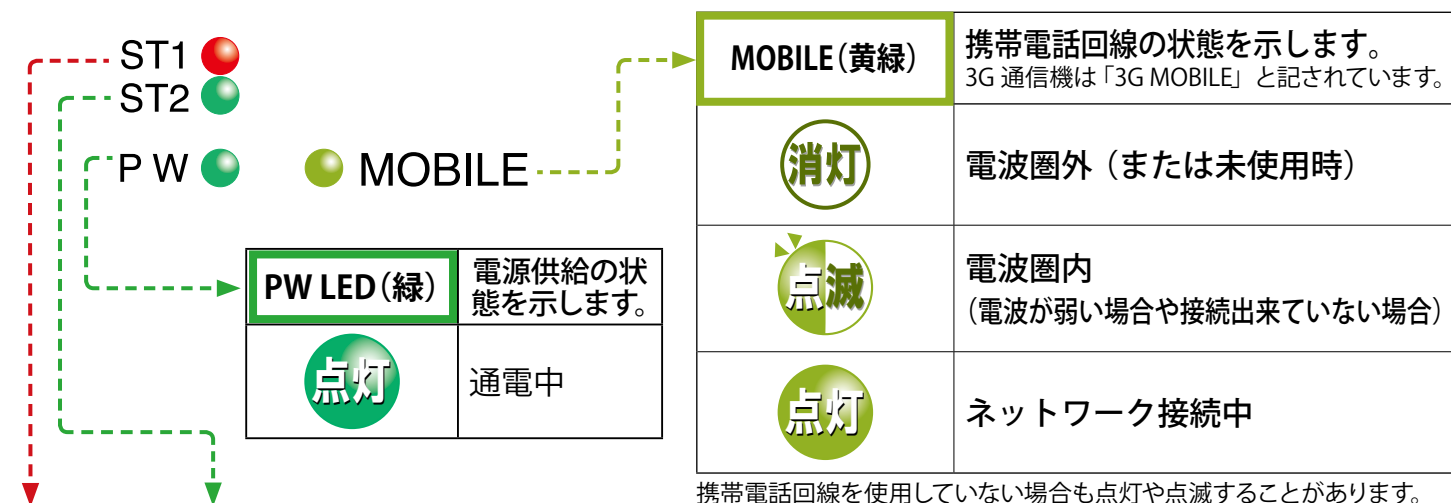 ST1
ST2
PW
MOBILE
PW LED(緑)
電源供給の状
態を示します。
点灯
通電中
MOBILE(黄緑)
携帯電話回線の状態を示します。
3G 通信機は「3G MOBILE」と記されています。
消灯
電波圏外(または未使用時)
点滅
電波圏内
(電波が弱い場合や接続出来ていない場合)
点灯
ネットワーク接続中
携帯電話回線を使用していない場合も点灯や点滅することがあります。